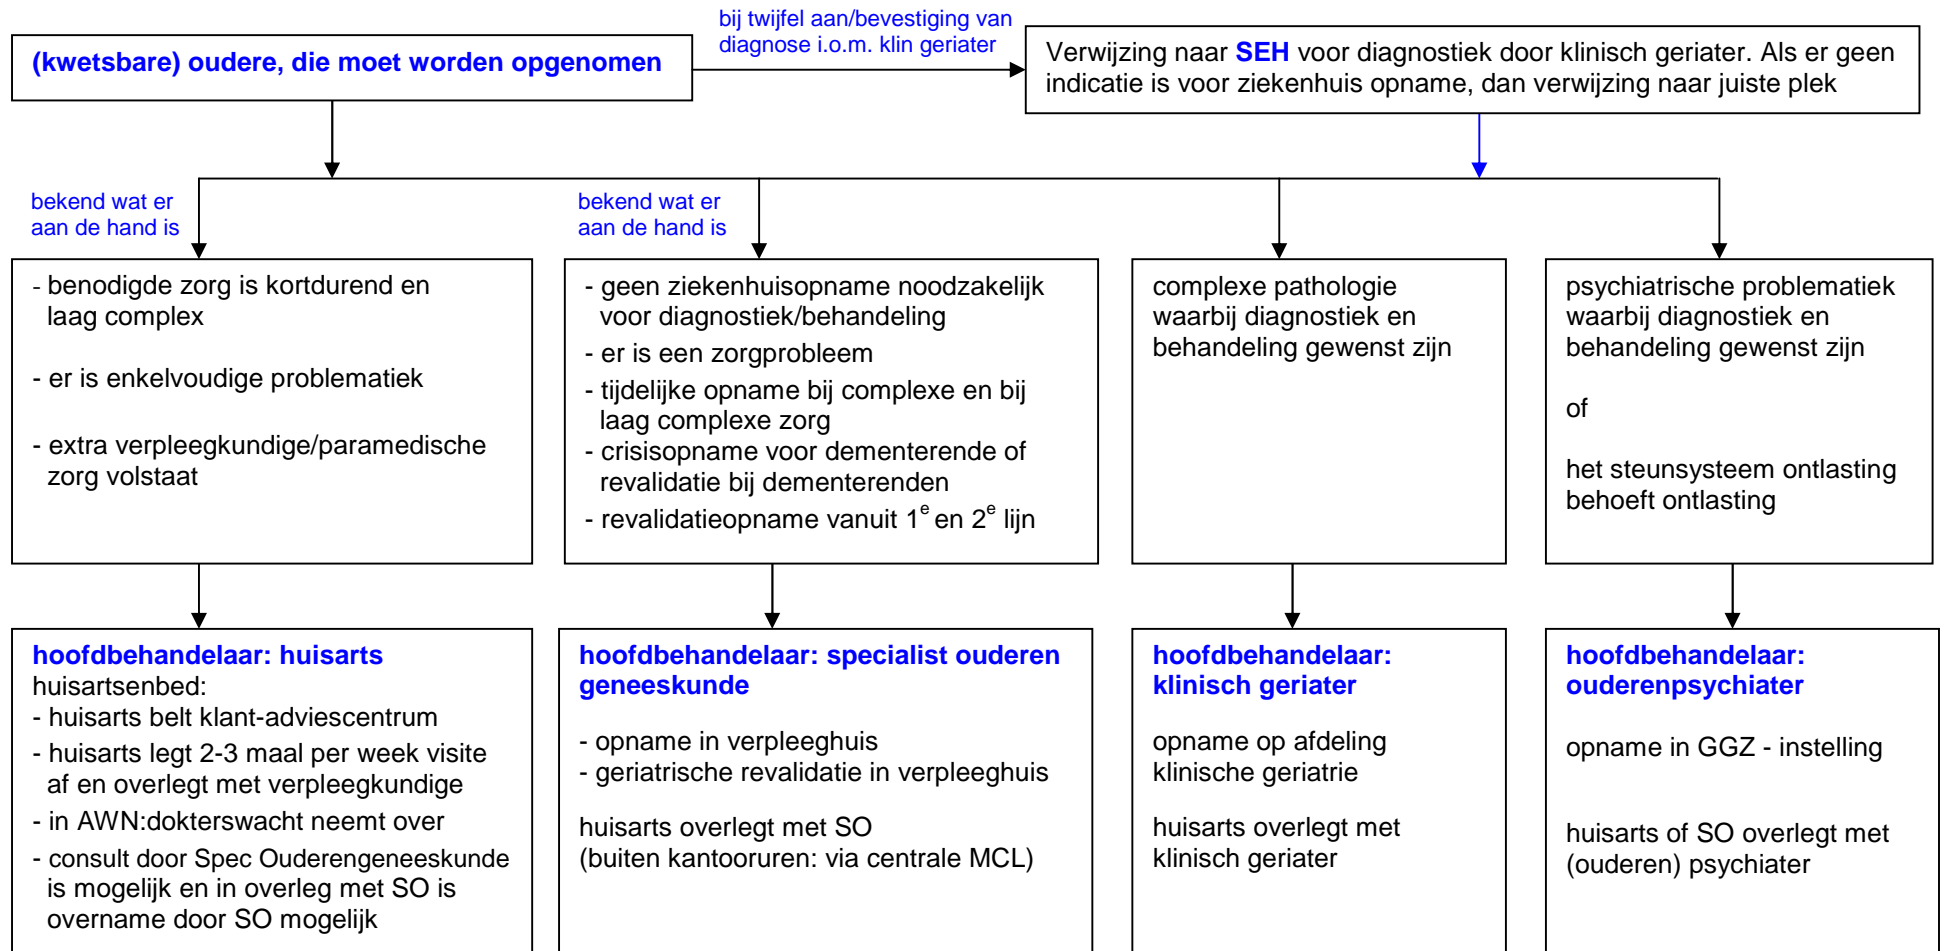 bij twijfel aan/bevestiging van
diagnose i.o.m. klin geriater
(kwetsbare) oudere, die moet worden opgenomen
Verwijzing naar SEH voor diagnostiek door klinisch geriater. Als er geen
indicatie is voor ziekenhuis opname, dan verwijzing naar juiste plek
bekend wat er
aan de hand is
bekend wat er
aan de hand is
- benodigde zorg is kortdurend en
laag complex
- er is enkelvoudige problematiek
- extra verpleegkundige/paramedische
zorg volstaat
- geen ziekenhuisopname noodzakelijk
voor diagnostiek/behandeling
- er is een zorgprobleem
- tijdelijke opname bij complexe en bij
laag complexe zorg
- crisisopname voor dementerende of
revalidatie bij dementerenden
- revalidatieopname vanuit 1e en 2e lijn
complexe pathologie
waarbij diagnostiek en
behandeling gewenst zijn
psychiatrische problematiek
waarbij diagnostiek en
behandeling gewenst zijn
of
het steunsysteem ontlasting
behoeft ontlasting
hoofdbehandelaar: huisarts
huisartsenbed:
- huisarts belt klant-adviescentrum
- huisarts legt 2-3 maal per week visite
af en overlegt met verpleegkundige
- in AWN:dokterswacht neemt over
- consult door Spec Ouderengeneeskunde
is mogelijk en in overleg met SO is
overname door SO mogelijk
hoofdbehandelaar: specialist ouderen
geneeskunde
- opname in verpleeghuis
- geriatrische revalidatie in verpleeghuis
huisarts overlegt met SO
(buiten kantooruren: via centrale MCL)
hoofdbehandelaar:
klinisch geriater
opname op afdeling
klinische geriatrie
huisarts overlegt met
klinisch geriater
hoofdbehandelaar:
ouderenpsychiater
opname in GGZ - instelling
huisarts of SO overlegt met
(ouderen) psychiater